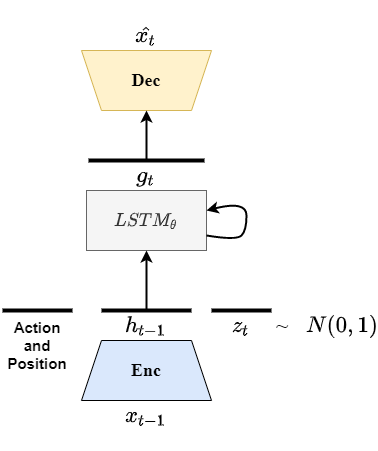 x̂_t
Dec
g_t
LSTM_θ
h_{t−1}
z_t ~ N(0, 1)
Action
and
Position
Enc
x_{t−1}